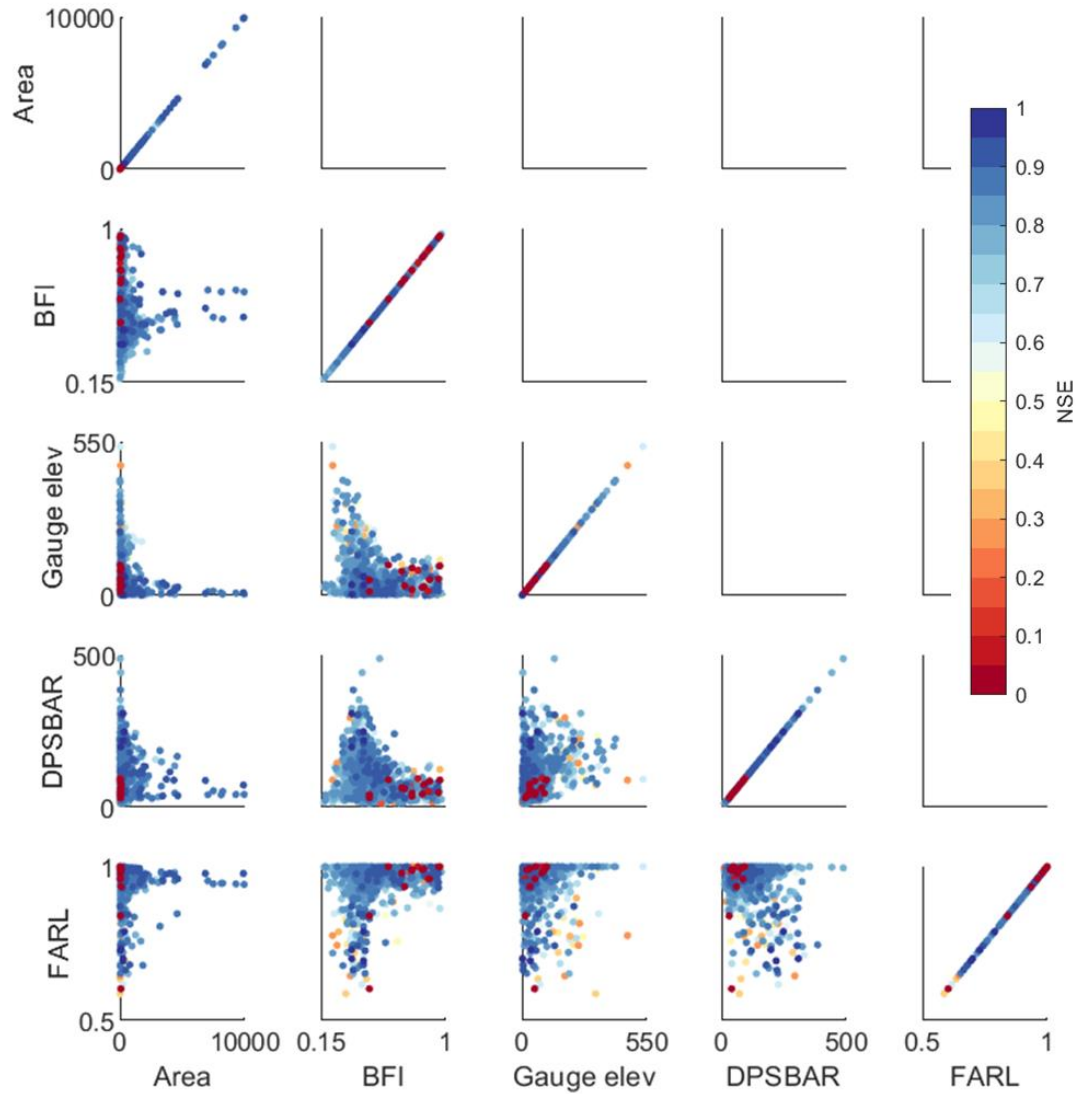 10000
Area
0
1
BFI
0.15
550
Gauge elev
0
500
DPSBAR
0
1
FARL
0.5
0 10000 0.15 1 0 550 0 500 0.5 1
Area BFI Gauge elev DPSBAR FARL
1
0.9
0.8
0.7
0.6
0.5
0.4
0.3
0.2
0.1
0
NSE